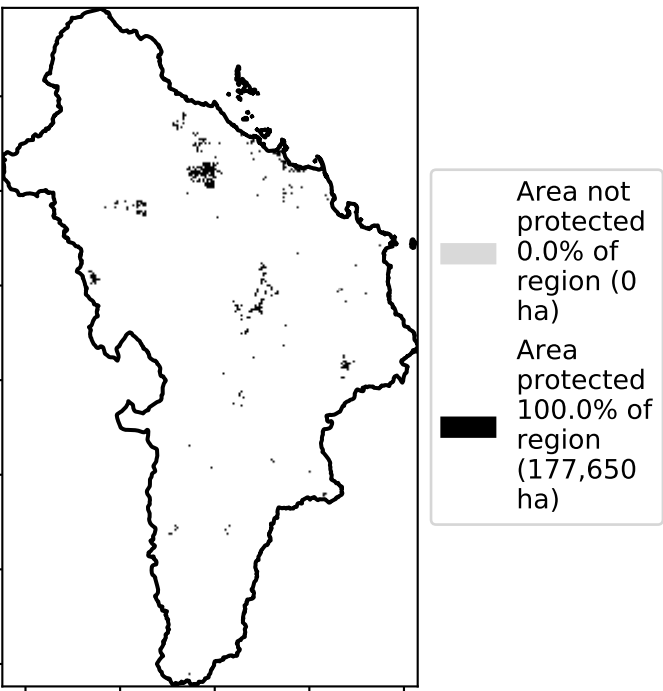 Area not
protected
0.0% of
region (0
ha)
Area
protected
100.0% of
region
(177,650
ha)